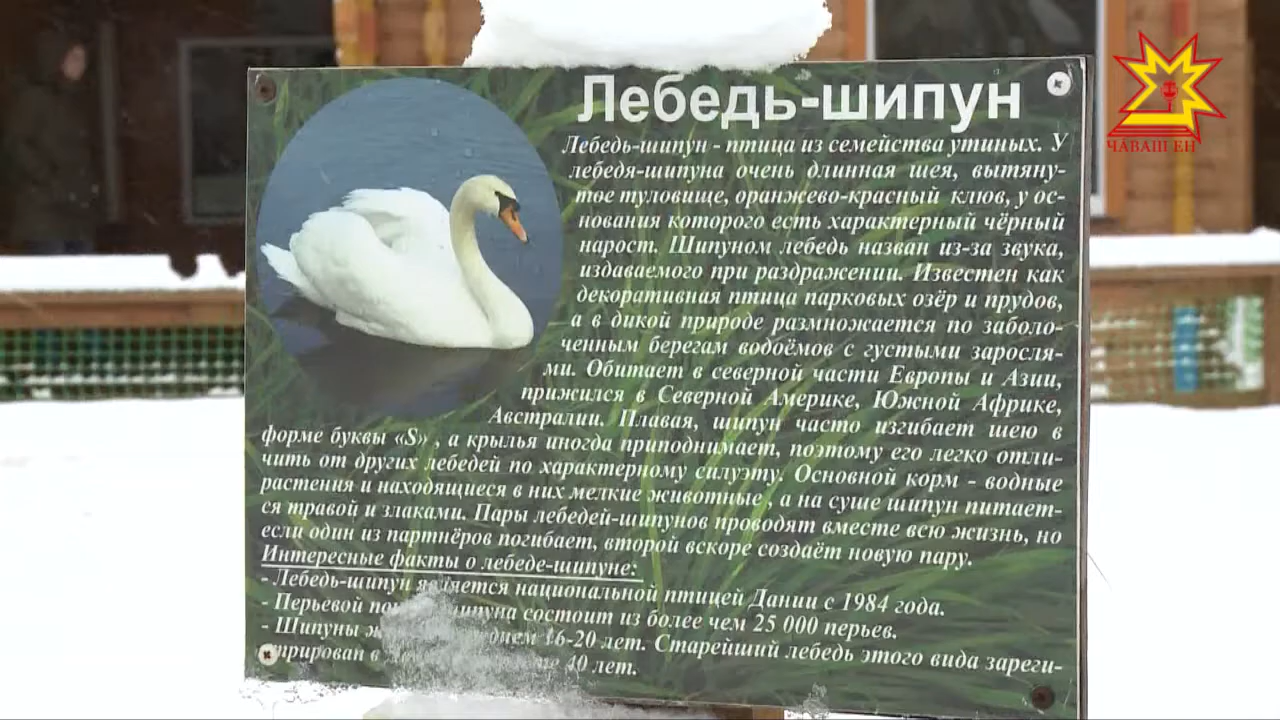 Лебедь-шипун
ЧӐВАШ ЕН
Лебедь-шипун - птица из семейства утиных. У
лебедя-шипуна очень длинная шея, вытяну-
тое туловище, оранжево-красный клюв, у ос-
нования которого есть характерный чёрный
нарост. Шипуном лебедь назван из-за звука,
издаваемого при раздражении. Известен как
декоративная птица парковых озёр и прудов,
а в дикой природе размножается по заболо-
ченным берегам водоёмов с густыми заросля-
ми. Обитает в северной части Европы и Азии,
прижился в Северной Америке, Южной Африке,
Австралии. Плавая, шипун часто изгибает шею в
форме буквы «S» , а крылья иногда приподнимает, поэтому его легко отли-
чить от других лебедей по характерному силуэту. Основной корм - водные
растения и находящиеся в них мелкие животные , а на суше шипун питает-
ся травой и злаками. Пары лебедей-шипунов проводят вместе всю жизнь, но
если один из партнёров погибает, второй вскоре создаёт новую пару.
Интересные факты о лебеде-шипуне:
- Лебедь-шипун является национальной птицей Дании с 1984 года.
- Перьевой шипуна состоит из более чем 25 000 перьев.
- Шипуны 16-20 лет. Старейший лебедь этого вида зареги-
стрирован в 40 лет.